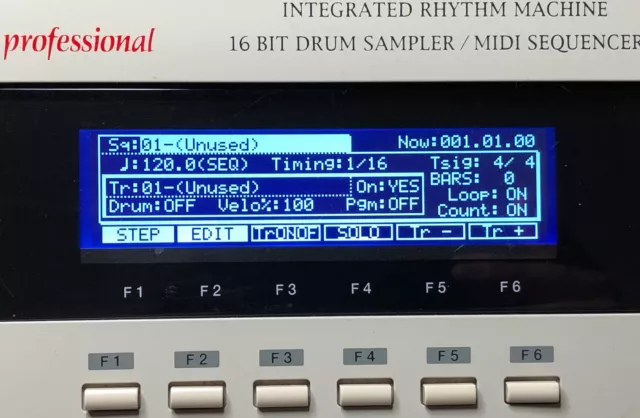 INTEGRATED RHYTHM MACHINE
professional
16 BIT DRUM SAMPLER / MIDI SEQUENCER
Sq:01-(Unused) Now:001.01.00
♩:120.0(SEQ) Timing:1/16 Tsig: 4/ 4
BARS: 0
Tr:01-(Unused) On:YES
Loop: ON
Drum:OFF Velo%:100 Pgm:OFF
Count: ON
STEP EDIT TrONOF SOLO Tr - Tr +
F1 F2 F3 F4 F5 F6
F1 F2 F3 F4 F5 F6